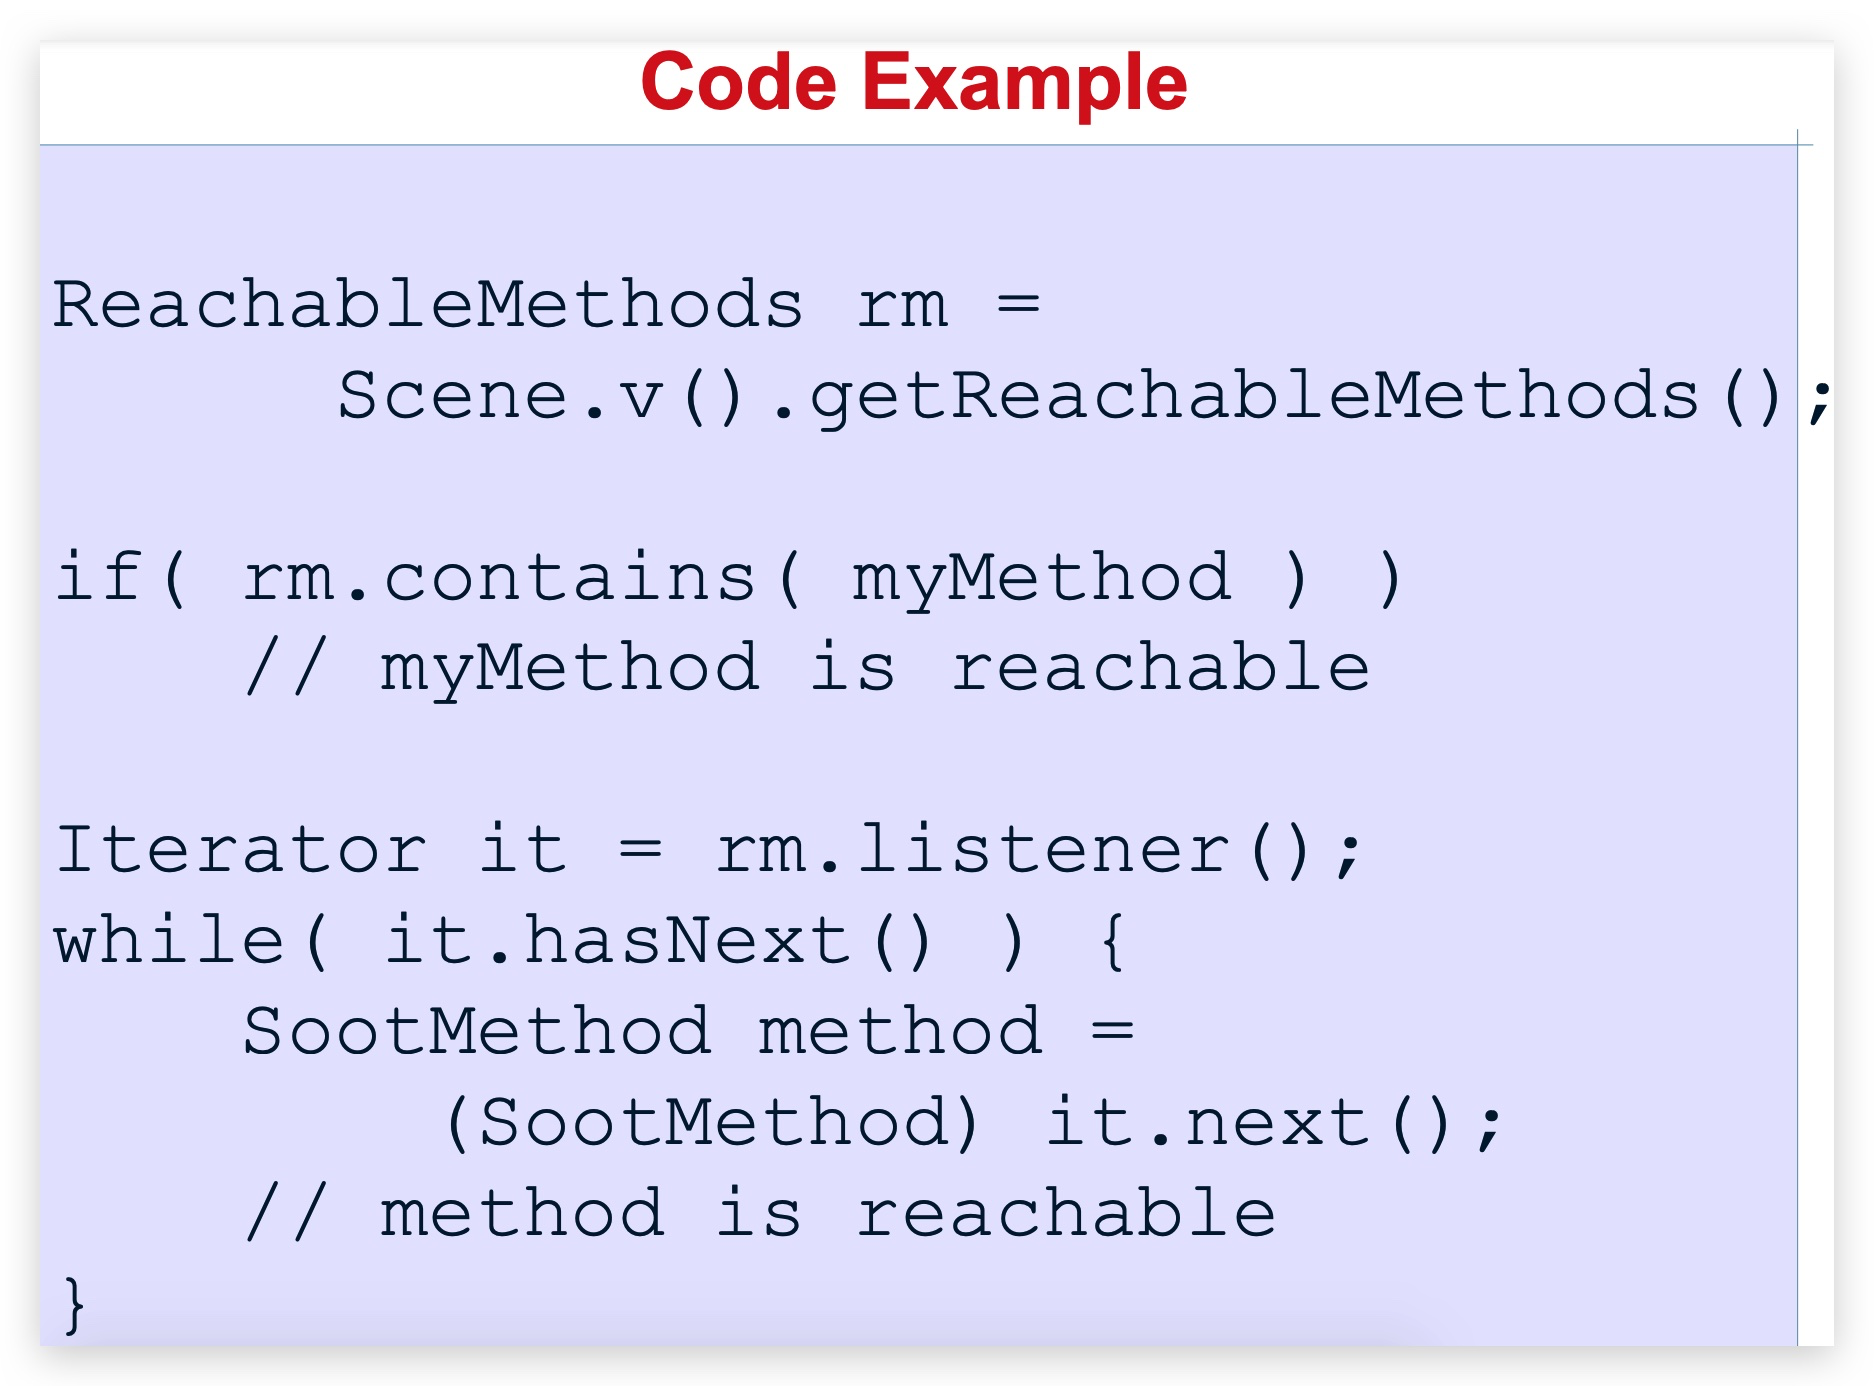 Code Example
ReachableMethods rm =
      Scene.v().getReachableMethods();
if( rm.contains( myMethod ) )
    // myMethod is reachable
Iterator it = rm.listener();
while( it.hasNext() ) {
    SootMethod method =
        (SootMethod) it.next();
    // method is reachable
}